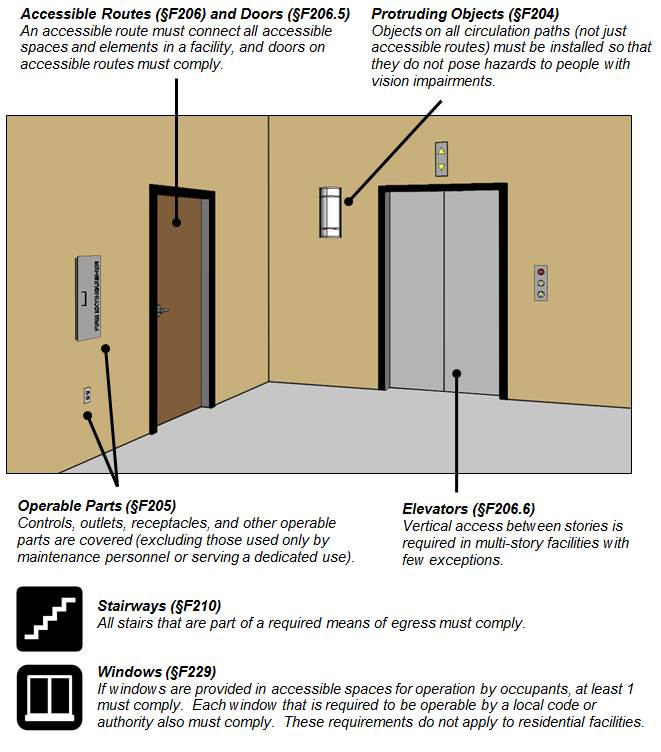 Accessible Routes (§F206) and Doors (§F206.5)
An accessible route must connect all accessible
spaces and elements in a facility, and doors on
accessible routes must comply.
Protruding Objects (§F204)
Objects on all circulation paths (not just
accessible routes) must be installed so that
they do not pose hazards to people with
vision impairments.
FIRE EXTINGUISHER
Operable Parts (§F205)
Controls, outlets, receptacles, and other operable
parts are covered (excluding those used only by
maintenance personnel or serving a dedicated use).
Elevators (§F206.6)
Vertical access between stories is
required in multi-story facilities with
few exceptions.
Stairways (§F210)
All stairs that are part of a required means of egress must comply.
Windows (§F229)
If windows are provided in accessible spaces for operation by occupants, at least 1
must comply. Each window that is required to be operable by a local code or
authority also must comply. These requirements do not apply to residential facilities.